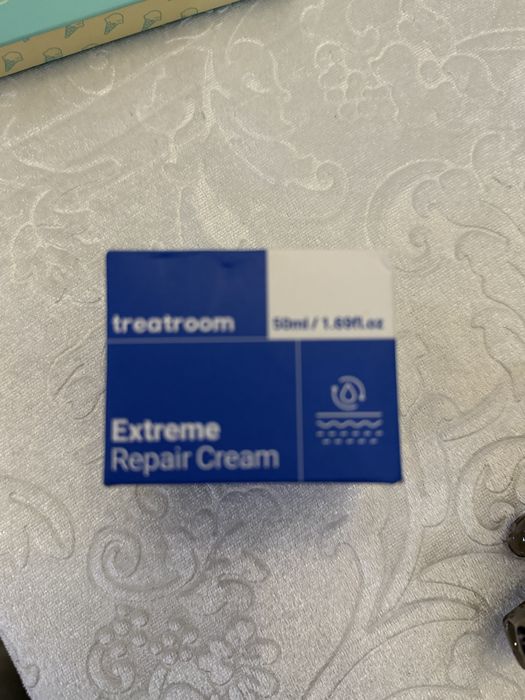 treatroom
50ml / 1.69fl.oz
Extreme
Repair Cream